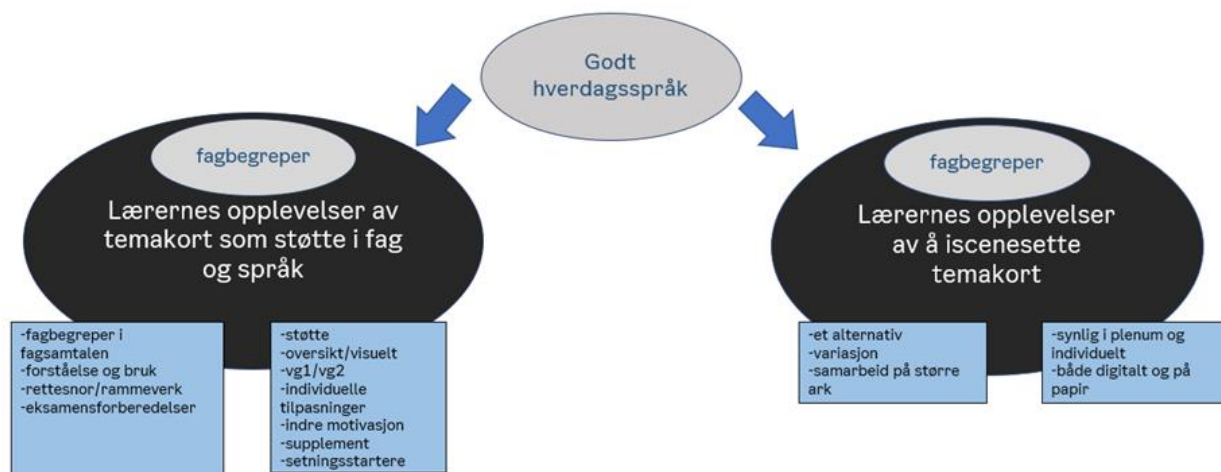 Godt
hverdagsspråk
fagbegreper
Lærernes opplevelser av
temakort som støtte i fag
og språk
-fagbegreper i
fagsamtalen
-forståelse og bruk
-rettesnor/rammeverk
-eksamensforberedelser
-støtte
-oversikt/visuelt
-vg1/vg2
-individuelle
tilpasninger
-indre motivasjon
-supplement
-setningsstartere
fagbegreper
Lærernes opplevelser
av å iscenesette
temakort
-et alternativ
-variasjon
-samarbeid på større
ark
-synlig i plenum og
individuelt
-både digitalt og på
papir